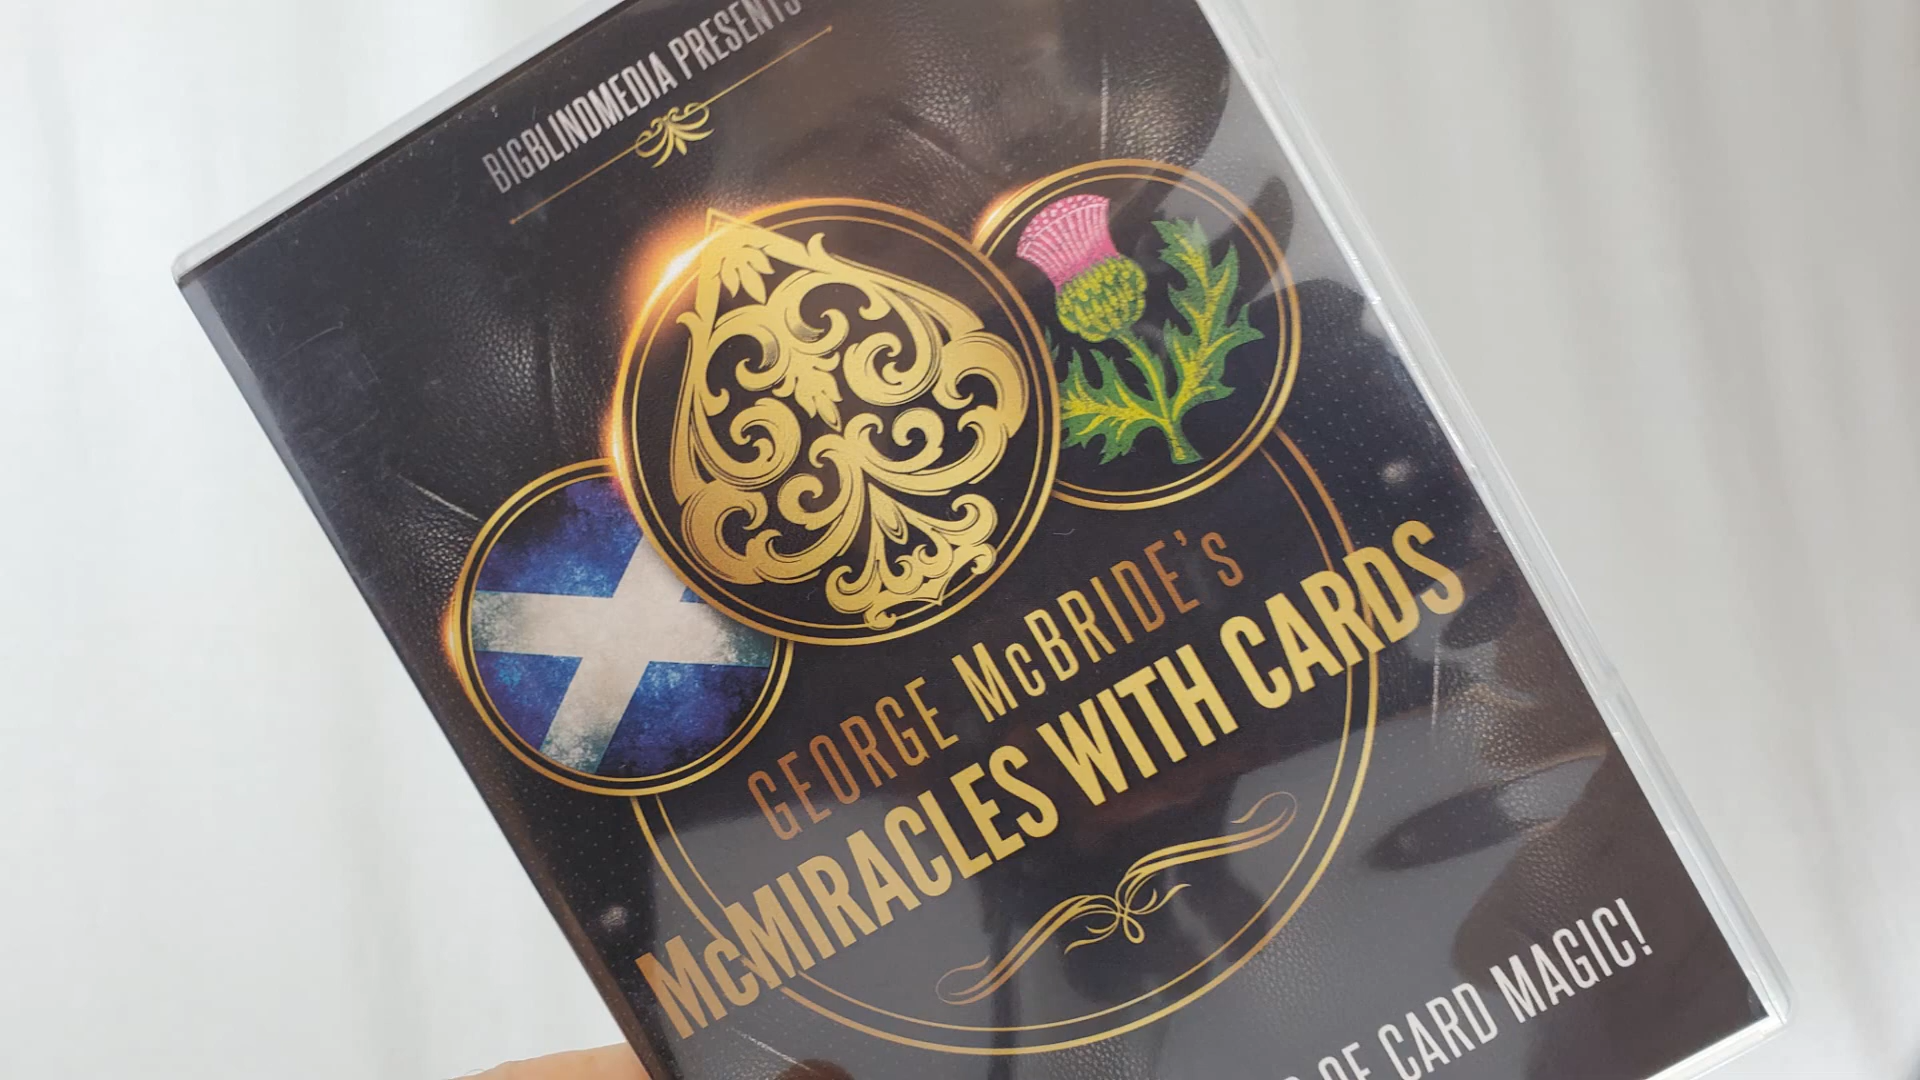 BIGBLINDMEDIA PRESENTS
GEORGE McBRIDE'S
McMIRACLES WITH CARDS
OF CARD MAGIC!